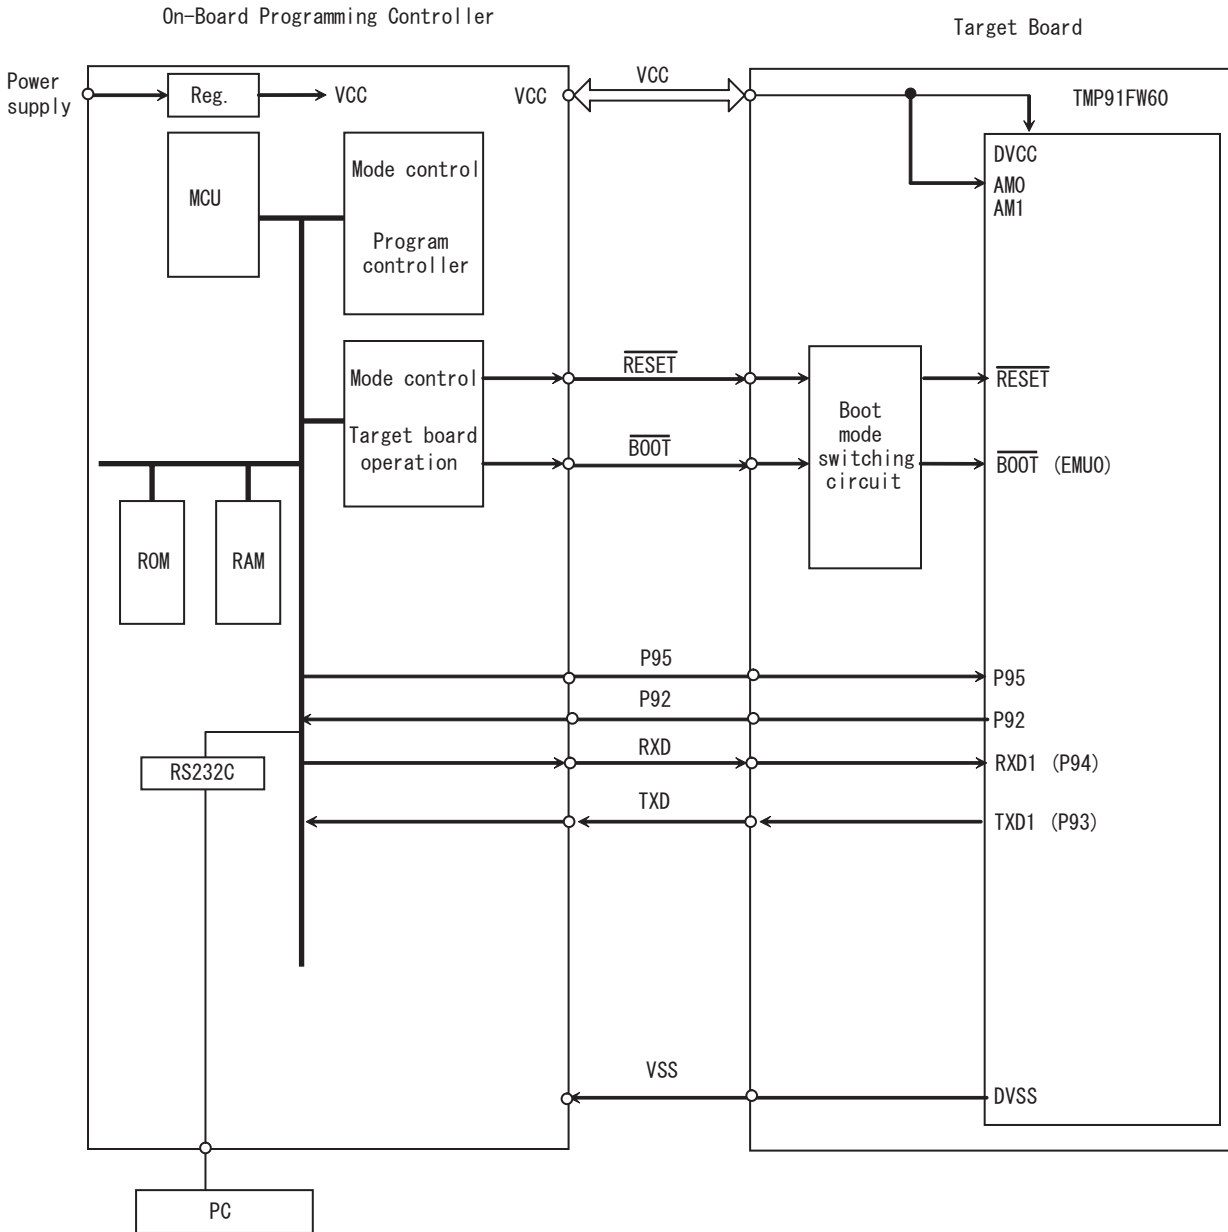 On-Board Programming Controller
Target Board
Power
supply
Reg.
VCC
VCC
VCC
TMP91FW60
MCU
Mode control
Program
controller
DVCC
AM0
AM1
Mode control
Target board
operation
RESET
BOOT
Boot
mode
switching
circuit
RESET
BOOT (EMU0)
ROM
RAM
P95
P95
P92
P92
RS232C
RXD
RXD1 (P94)
TXD
TXD1 (P93)
VSS
DVSS
PC